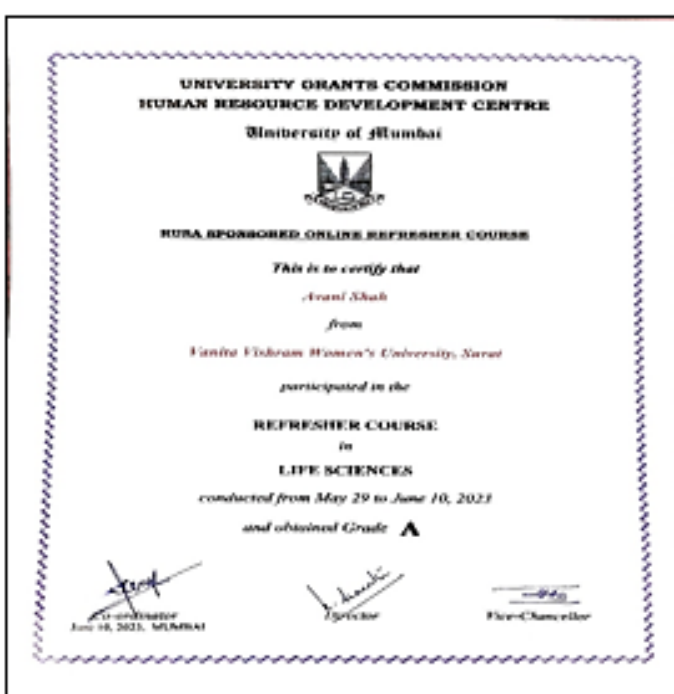 UNIVERSITY GRANTS COMMISSION
HUMAN RESOURCE DEVELOPMENT CENTRE
University of Mumbai
RUSA SPONSORED ONLINE REFRESHER COURSE
This is to certify that
Avani Shah
from
Vanita Vishram Women's University, Surat
participated in the
REFRESHER COURSE
in
LIFE SCIENCES
conducted from May 29 to June 10, 2023
and obtained Grade A
Co-ordinator Director Vice-Chancellor
June 10, 2023, MUMBAI